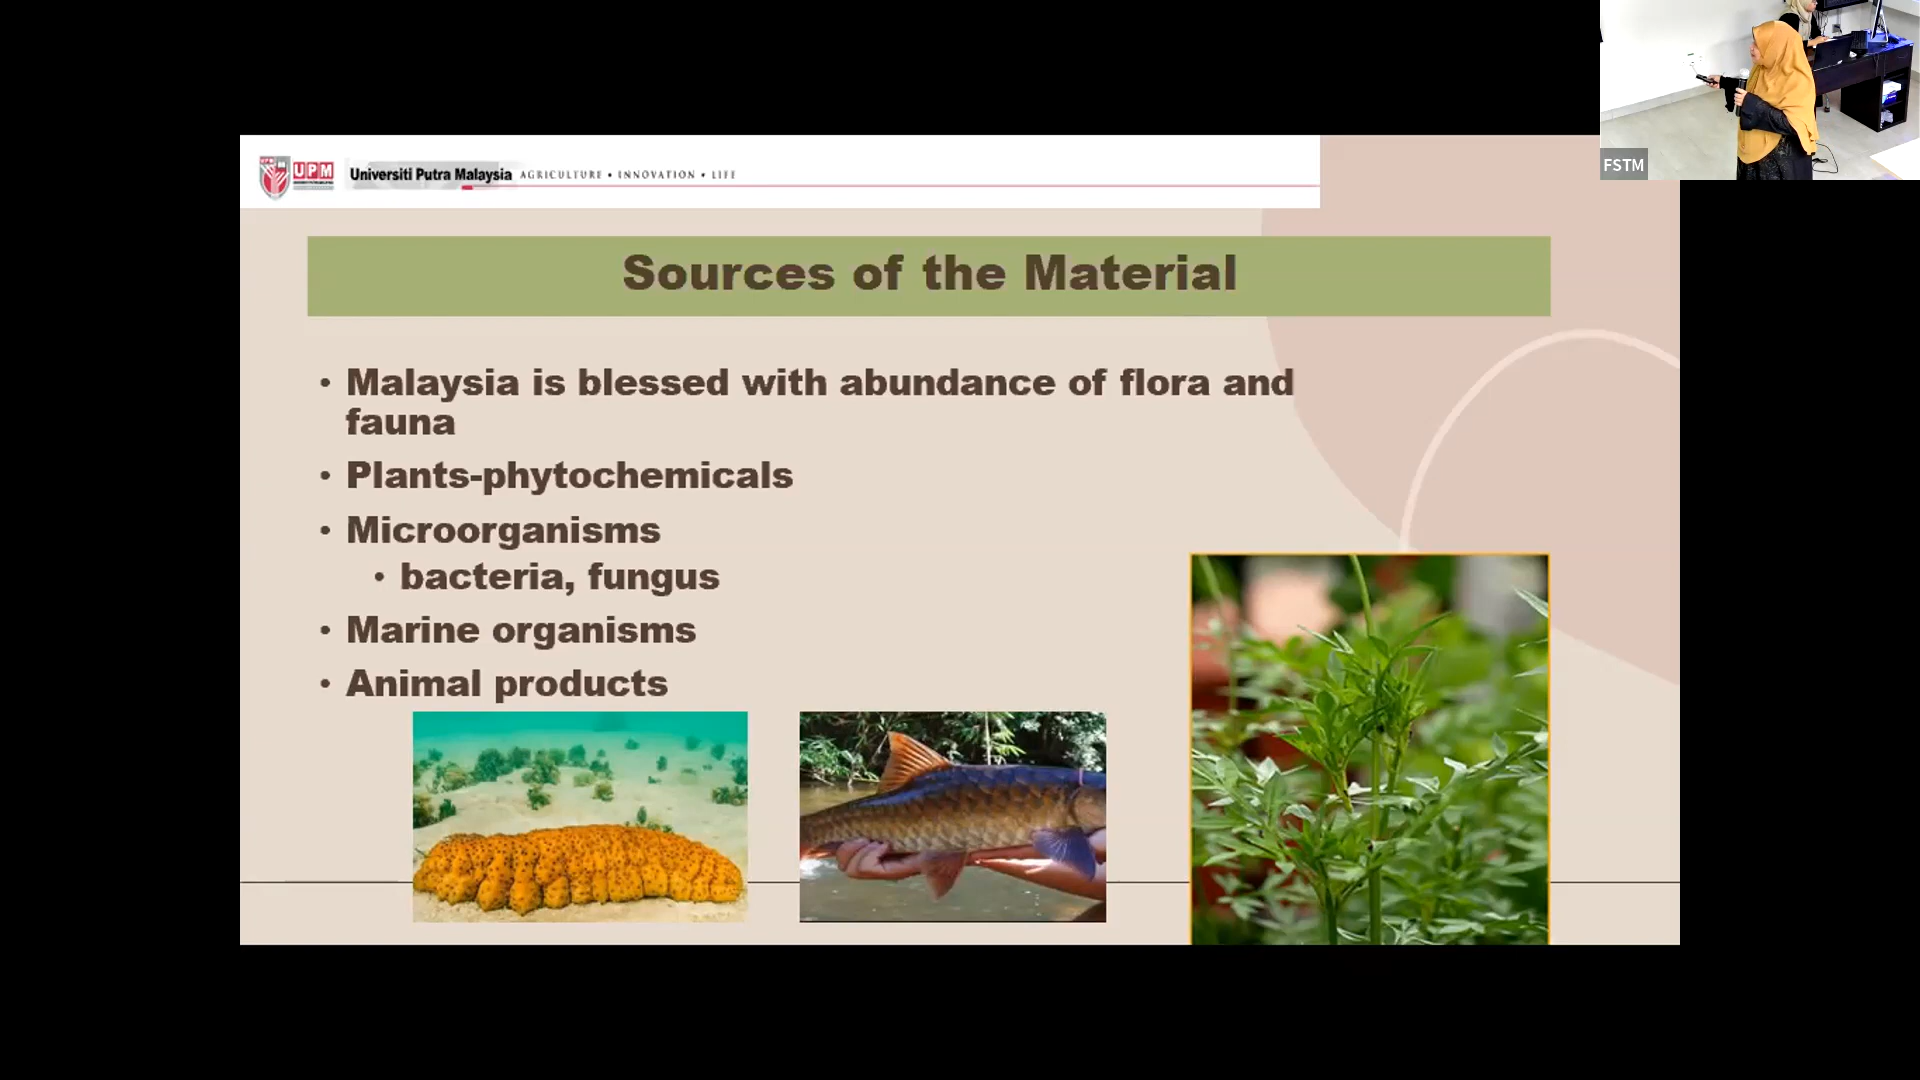 FSTM
UPM
Universiti Putra Malaysia AGRICULTURE • INNOVATION • LIFE
Sources of the Material
• Malaysia is blessed with abundance of flora and
fauna
• Plants-phytochemicals
• Microorganisms
• bacteria, fungus
• Marine organisms
• Animal products